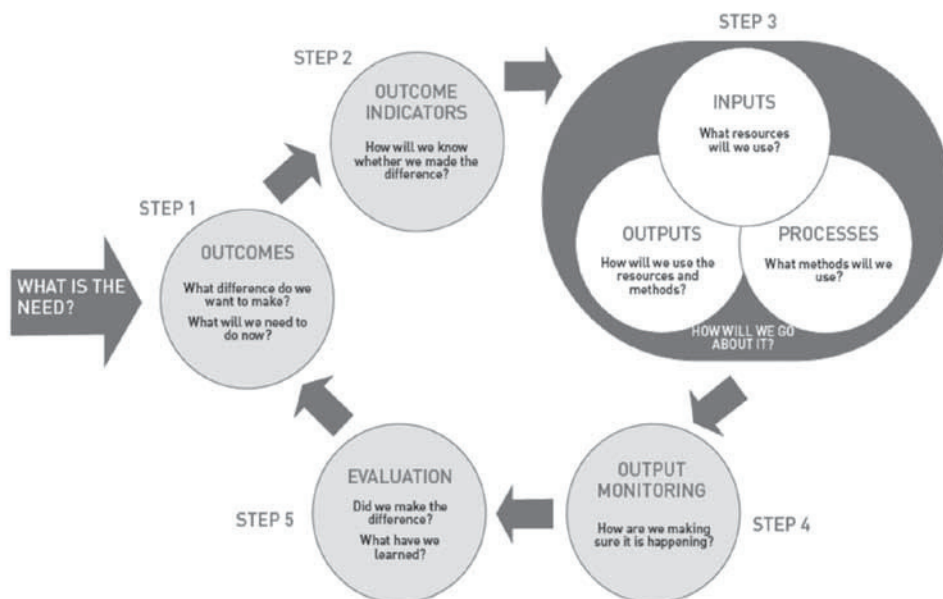 WHAT IS THE
NEED?
STEP 1
OUTCOMES
What difference do we
want to make?
What will we need to
do now?
STEP 2
OUTCOME
INDICATORS
How will we know
whether we made the
difference?
STEP 3
INPUTS
What resources
will we use?
OUTPUTS
How will we use the
resources and
methods?
PROCESSES
What methods will we
use?
HOW WILL WE GO
ABOUT IT?
OUTPUT
MONITORING
How are we making
sure it is happening?
STEP 4
EVALUATION
Did we make the
difference?
What have we
learned?
STEP 5